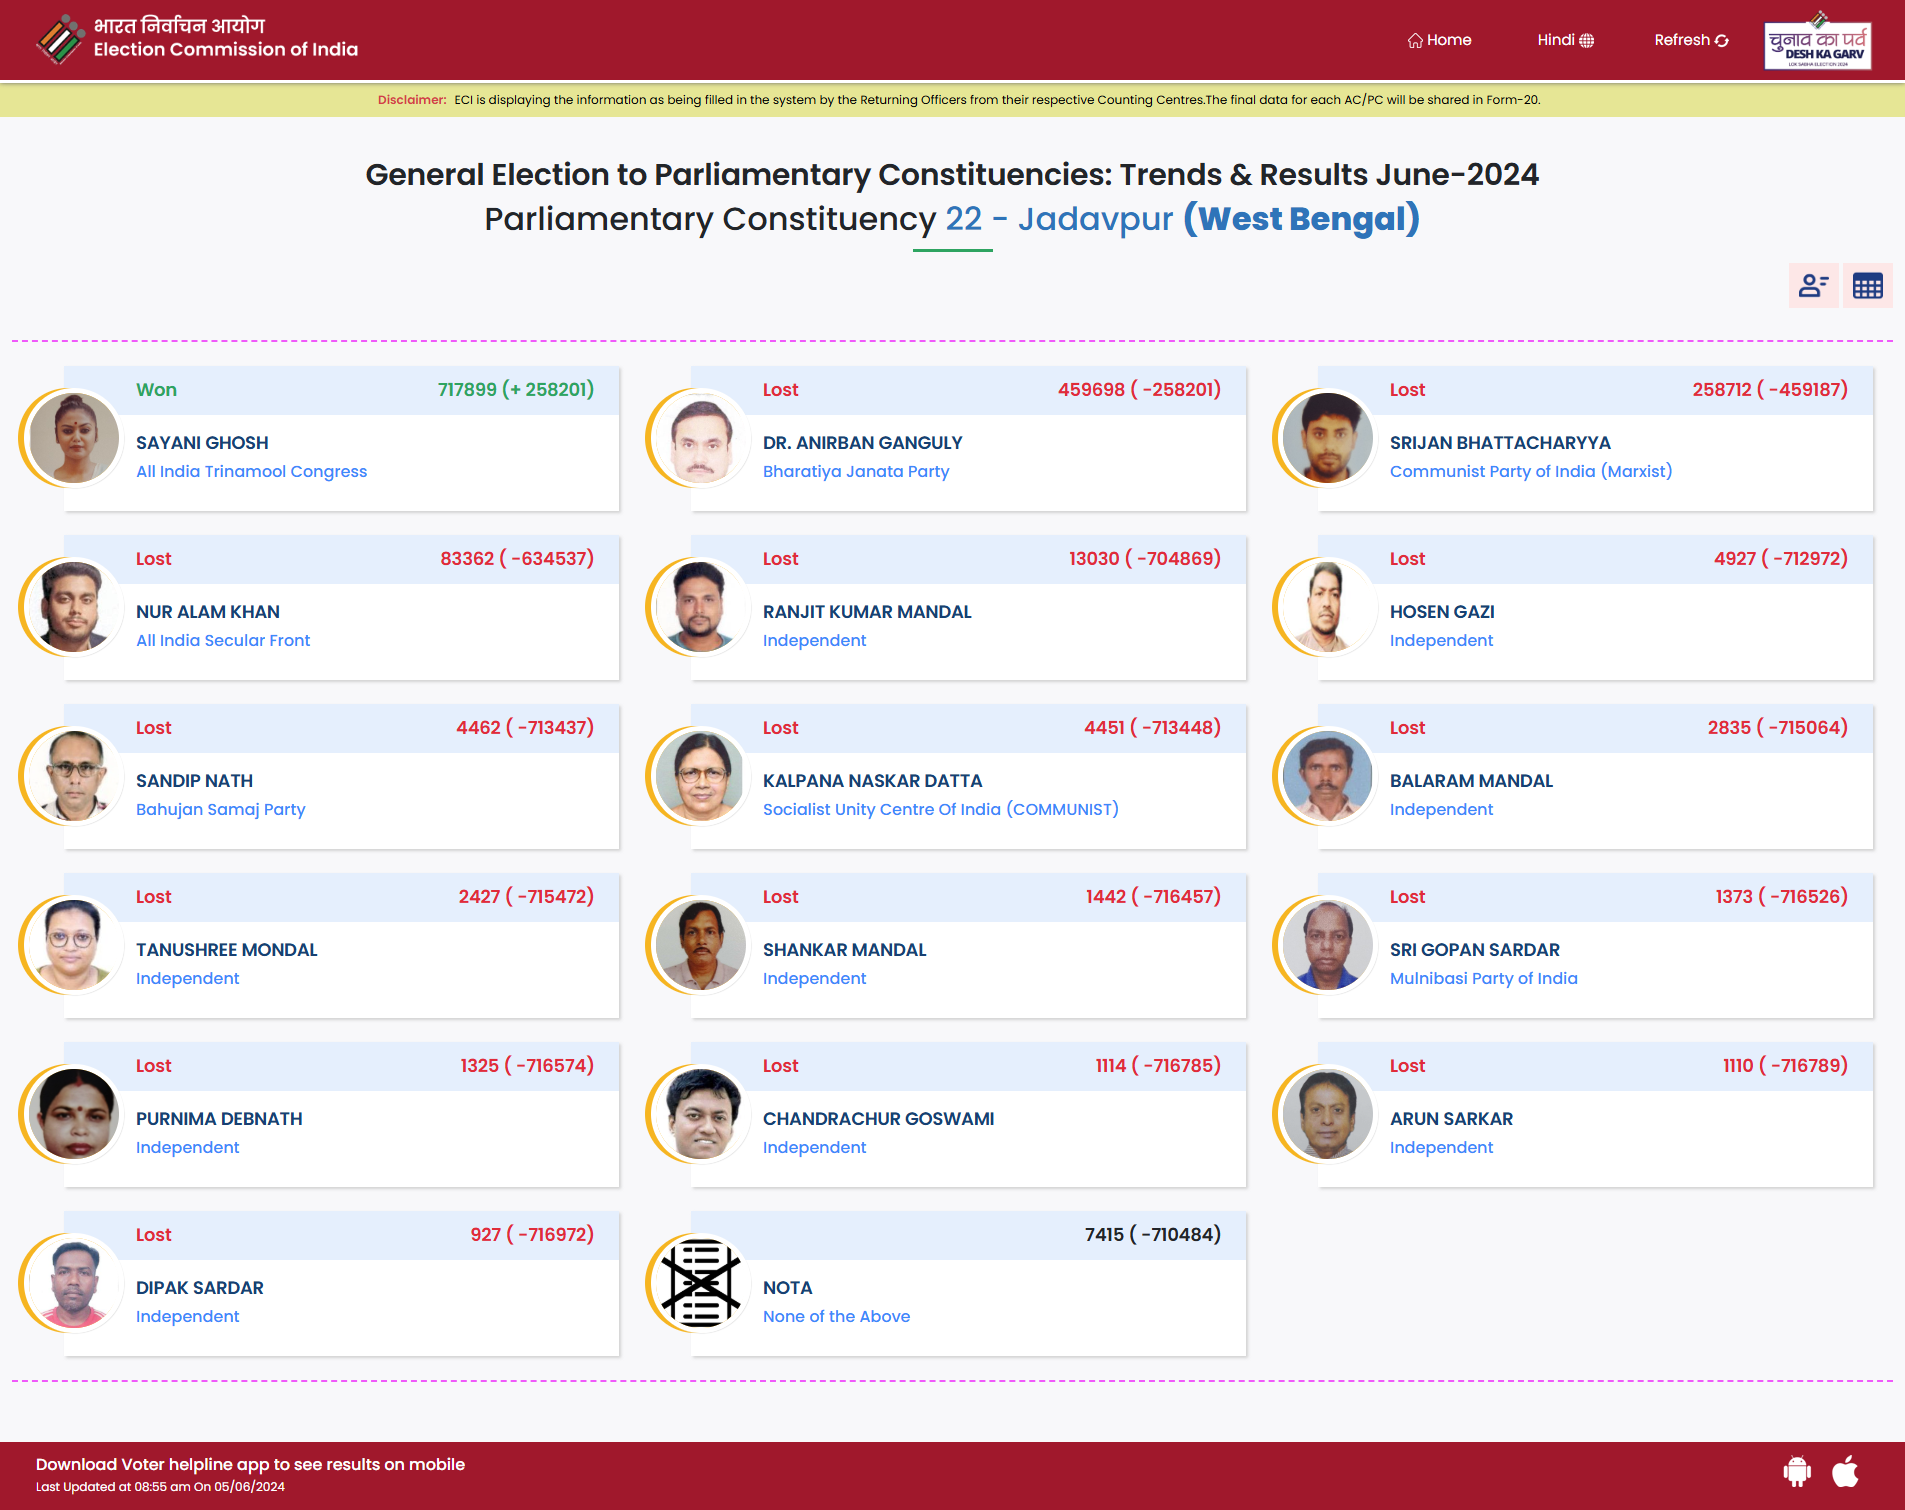 भारत निर्वाचन आयोग
Election Commission of India
Home
Hindi
Refresh
चुनाव का पर्व
DESH KA GARV
LOK SABHA ELECTION 2024
Disclaimer: ECI is displaying the information as being filled in the system by the Returning Officers from their respective Counting Centres.The final data for each AC/PC will be shared in Form-20.
General Election to Parliamentary Constituencies: Trends & Results June-2024
Parliamentary Constituency 22 - Jadavpur (West Bengal)
Won 717899 (+ 258201)
SAYANI GHOSH
All India Trinamool Congress
Lost 459698 ( -258201)
DR. ANIRBAN GANGULY
Bharatiya Janata Party
Lost 258712 ( -459187)
SRIJAN BHATTACHARYYA
Communist Party of India (Marxist)
Lost 83362 ( -634537)
NUR ALAM KHAN
All India Secular Front
Lost 13030 ( -704869)
RANJIT KUMAR MANDAL
Independent
Lost 4927 ( -712972)
HOSEN GAZI
Independent
Lost 4462 ( -713437)
SANDIP NATH
Bahujan Samaj Party
Lost 4451 ( -713448)
KALPANA NASKAR DATTA
Socialist Unity Centre Of India (COMMUNIST)
Lost 2835 ( -715064)
BALARAM MANDAL
Independent
Lost 2427 ( -715472)
TANUSHREE MONDAL
Independent
Lost 1442 ( -716457)
SHANKAR MANDAL
Independent
Lost 1373 ( -716526)
SRI GOPAN SARDAR
Mulnibasi Party of India
Lost 1325 ( -716574)
PURNIMA DEBNATH
Independent
Lost 1114 ( -716785)
CHANDRACHUR GOSWAMI
Independent
Lost 1110 ( -716789)
ARUN SARKAR
Independent
Lost 927 ( -716972)
DIPAK SARDAR
Independent
7415 ( -710484)
NOTA
None of the Above
Download Voter helpline app to see results on mobile
Last Updated at 08:55 am On 05/06/2024